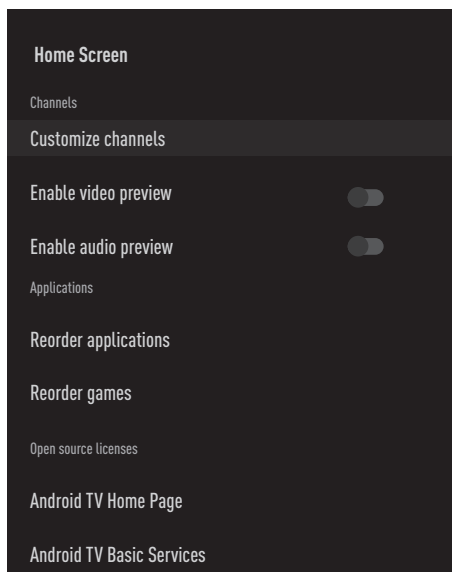 Home Screen
Channels
Customize channels
Enable video preview
Enable audio preview
Applications
Reorder applications
Reorder games
Open source licenses
Android TV Home Page
Android TV Basic Services